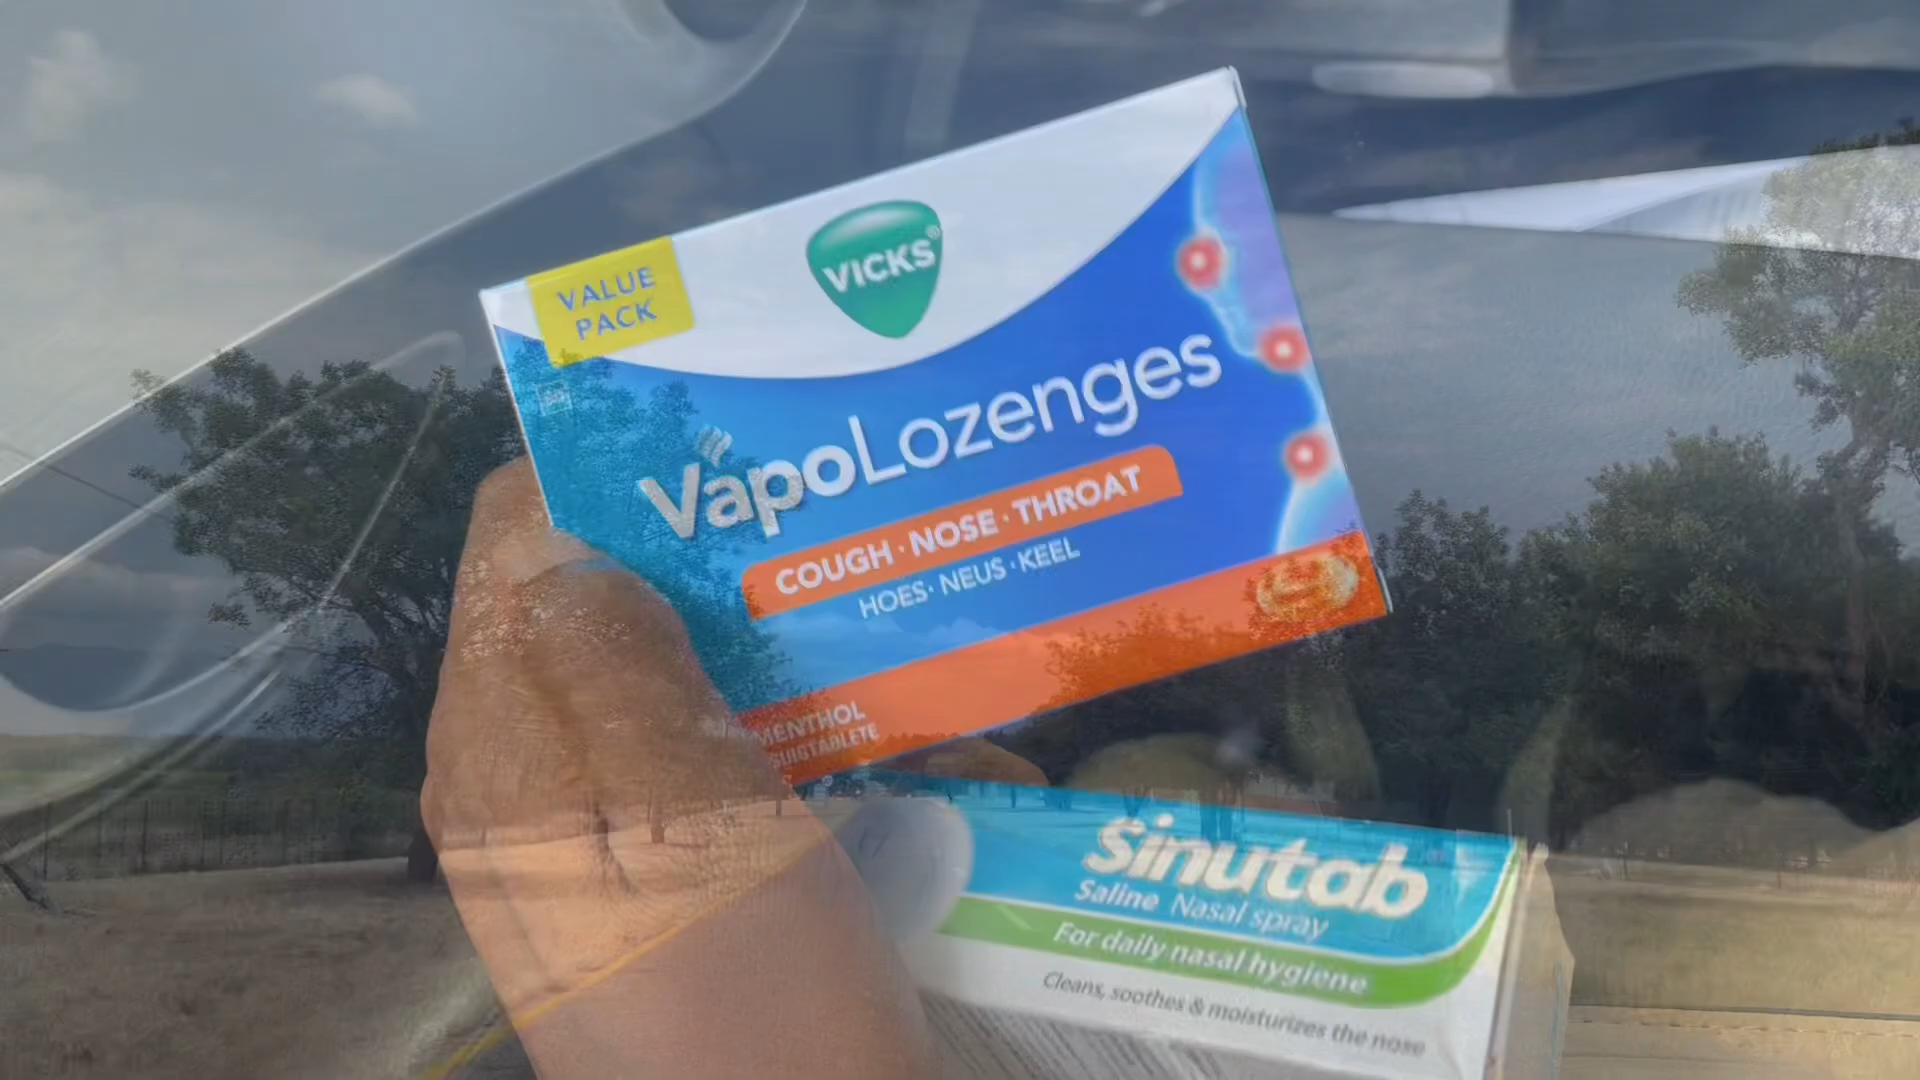 VALUE
PACK
VICKS®
VapoLozenges
COUGH · NOSE · THROAT
HOES · NEUS · KEEL
MENTHOL
SUIGTABLETE
Sinutab
Saline Nasal spray
For daily nasal hygiene
Cleans, soothes & moisturizes the nose